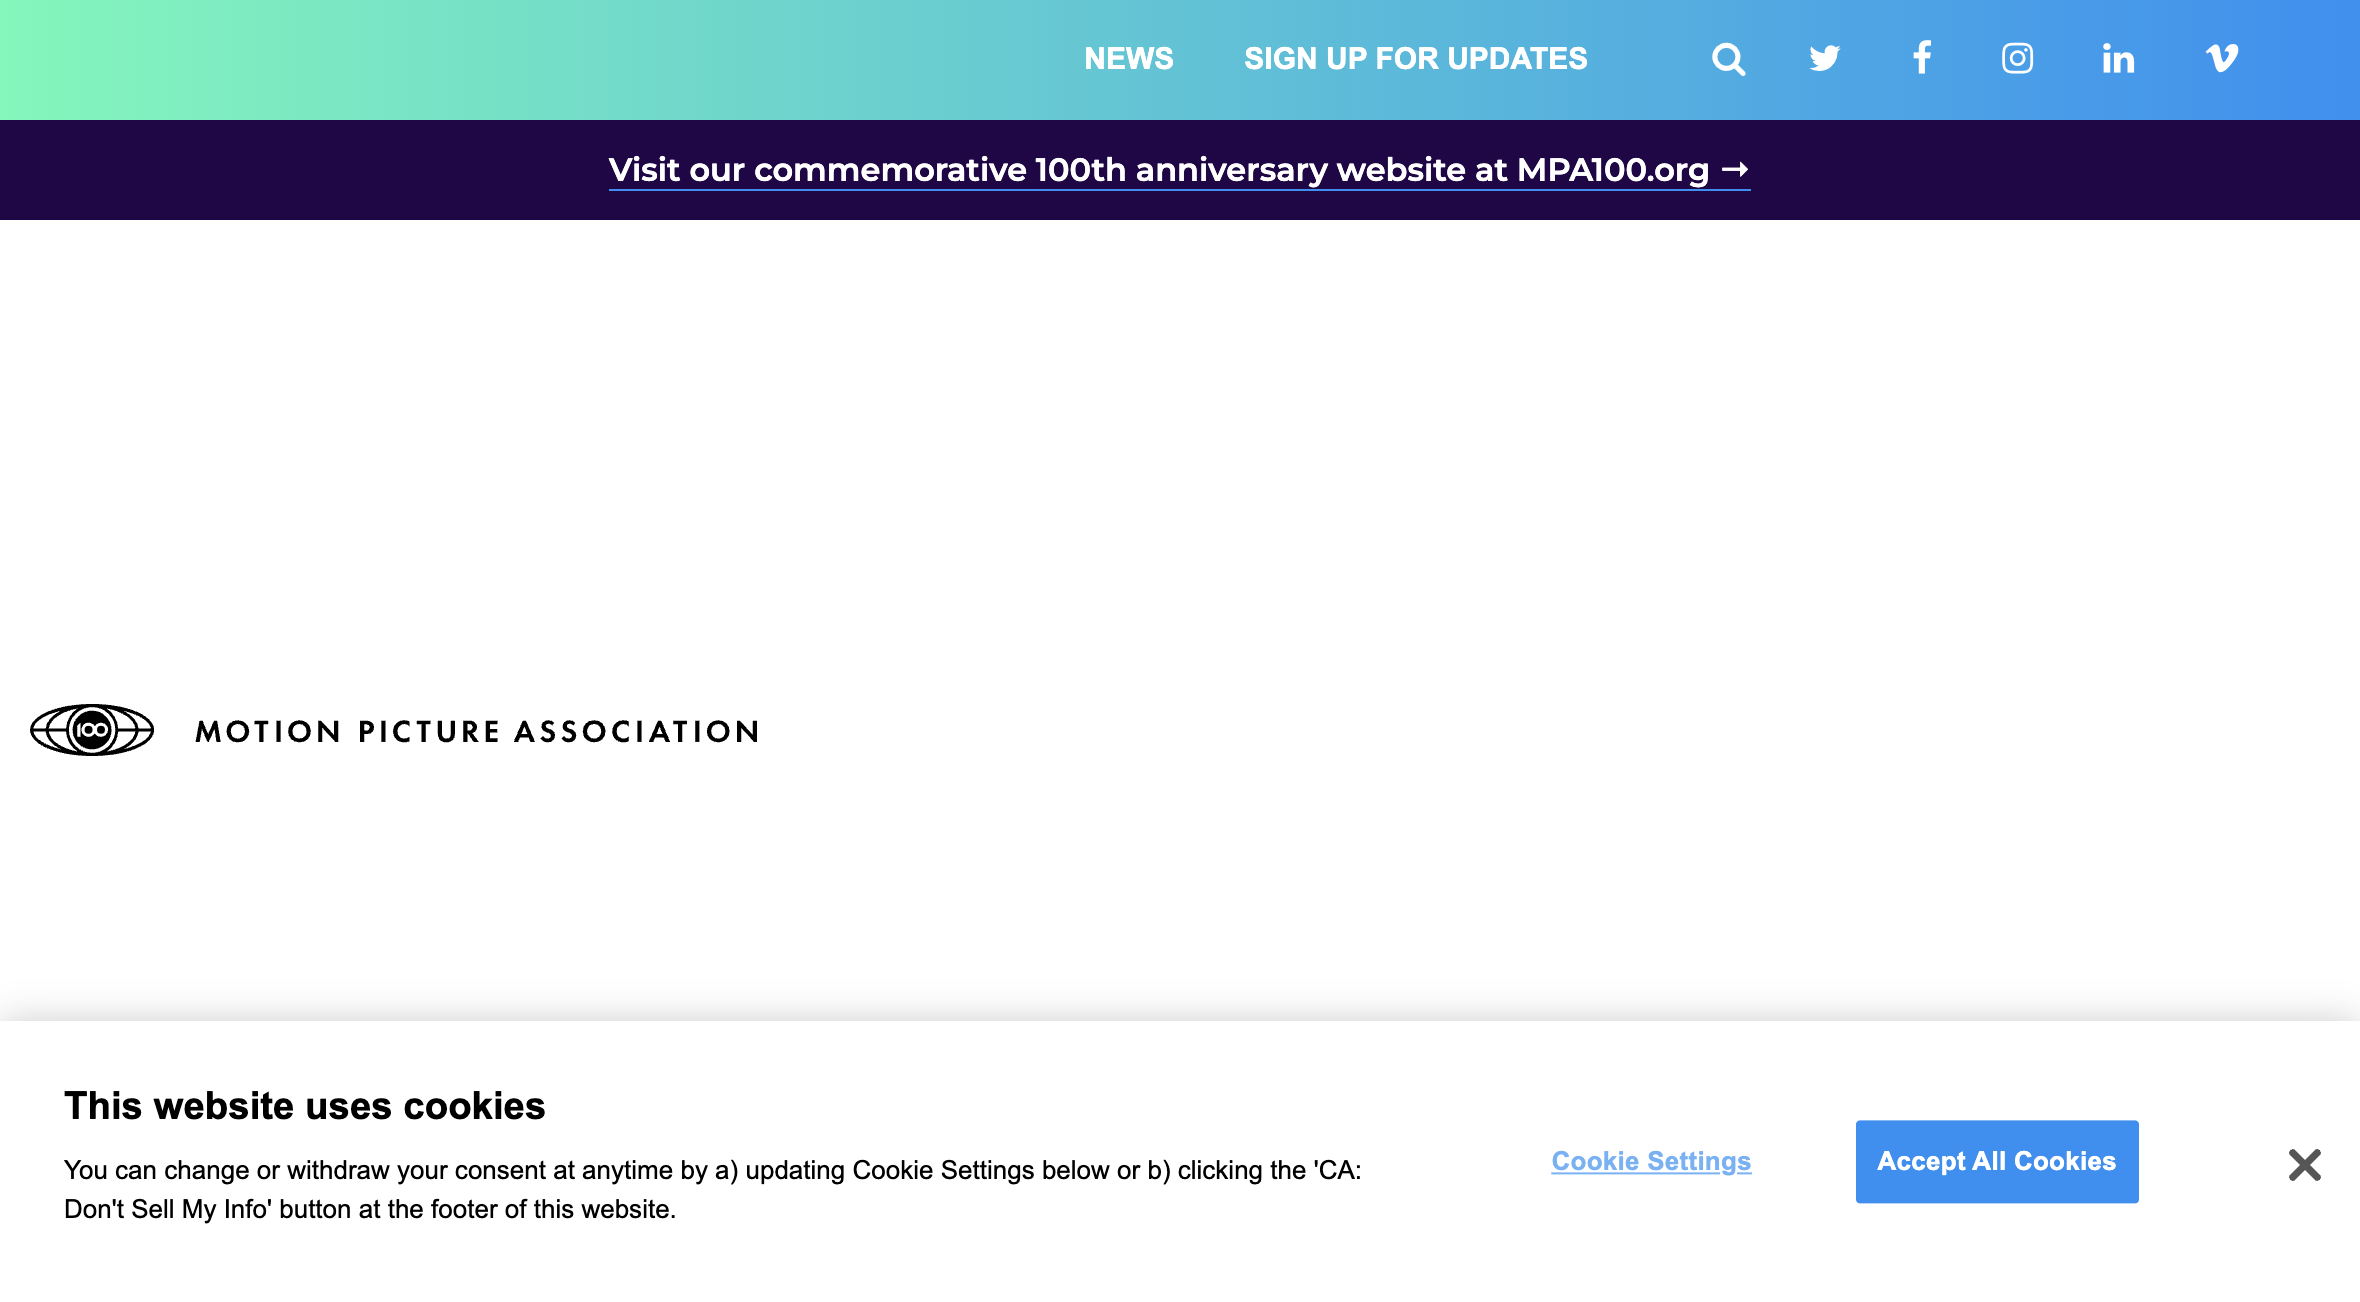 NEWS SIGN UP FOR UPDATES
Visit our commemorative 100th anniversary website at MPA100.org →
100 MOTION PICTURE ASSOCIATION
This website uses cookies
You can change or withdraw your consent at anytime by a) updating Cookie Settings below or b) clicking the 'CA:
Don't Sell My Info' button at the footer of this website.
Cookie Settings
Accept All Cookies